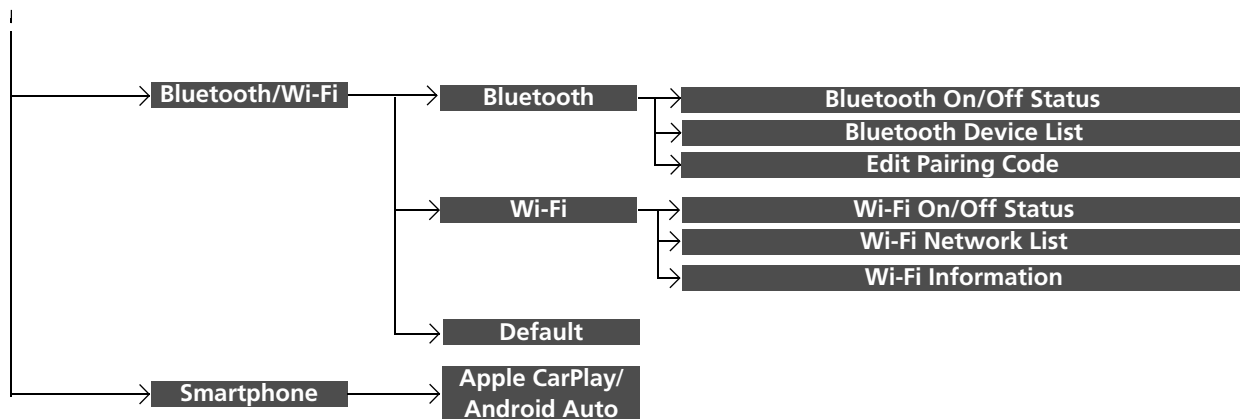 Bluetooth/Wi-Fi
Bluetooth
Bluetooth On/Off Status
Bluetooth Device List
Edit Pairing Code
Wi-Fi
Wi-Fi On/Off Status
Wi-Fi Network List
Wi-Fi Information
Default
Smartphone
Apple CarPlay/
Android Auto